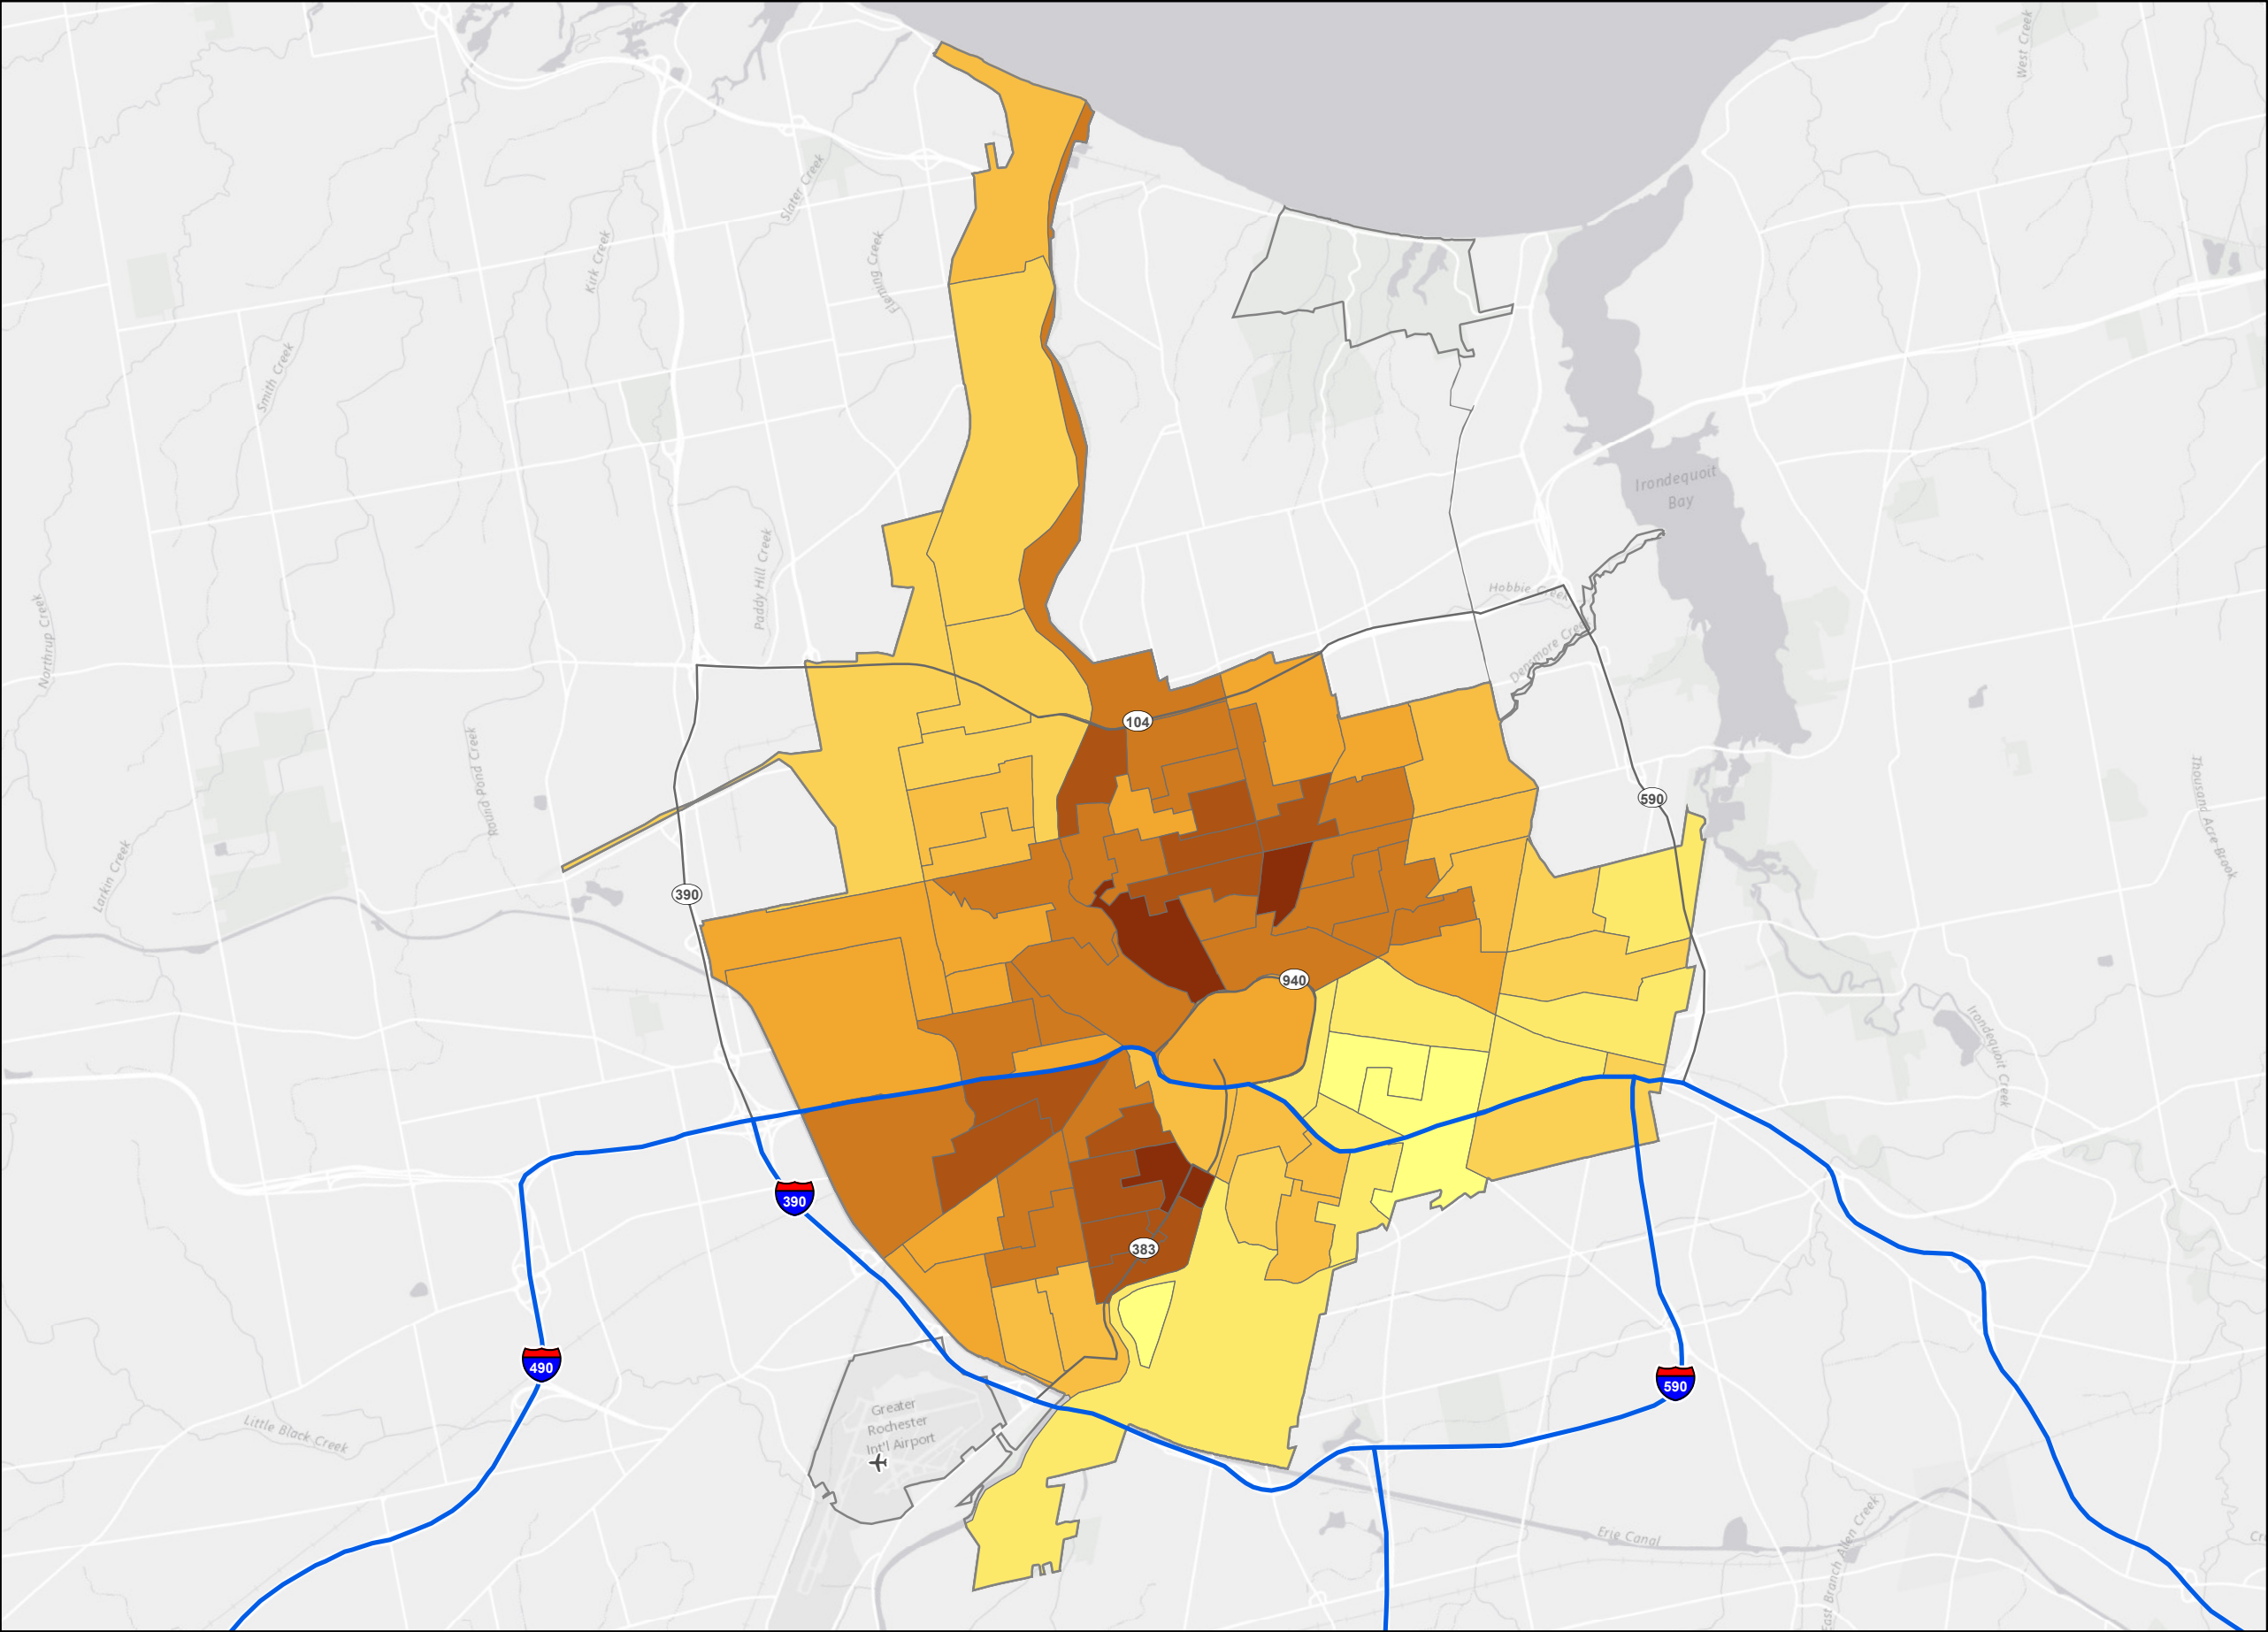 West Creek
Slater Creek
Kirk Creek
Fleming Creek
Smith Creek
Irondequoit
Bay
Paddy Hill Creek
Hobbie Creek
Northrup Creek
Densmore Creek
104
Round Pond Creek
590
Thousand Acre Brook
Larkin Creek
390
940
Irondequoit Creek
390
383
490
590
Greater
Rochester
Int'l Airport
Little Black Creek
Erie Canal
East Branch Allen Creek